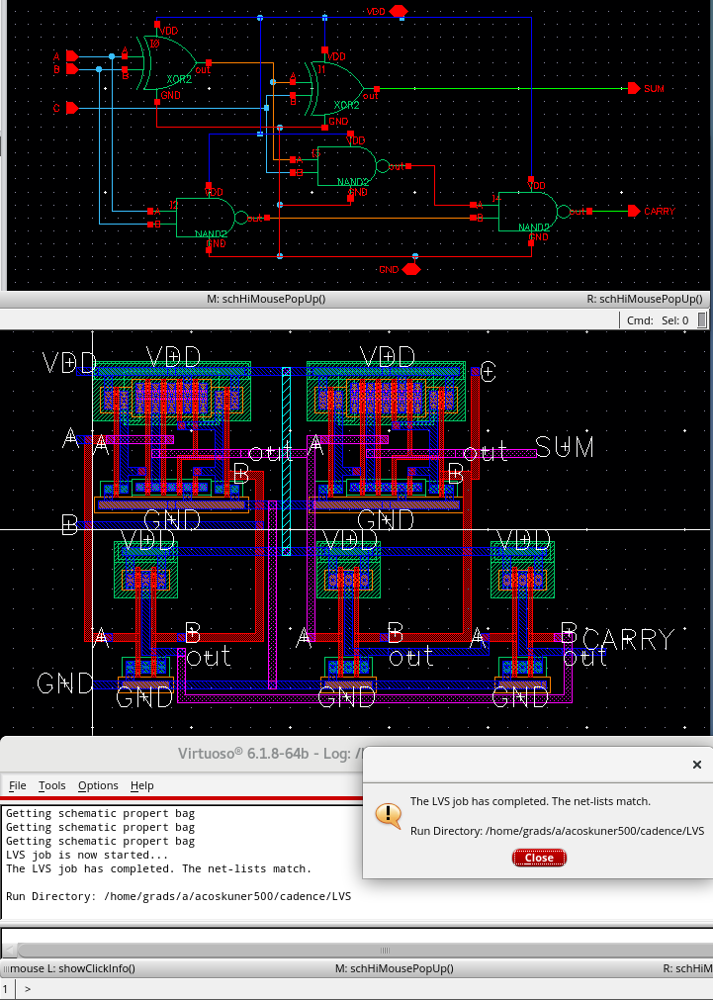 VDD
A
B
C
A
B
VDD
I0
XOR2
out
GND
A
B
VDD
I1
XOR2
out
GND
SUM
A
B
VDD
NAND2
out
GND
A
B
VDD
I2
NAND2
out
GND
A
B
VDD
I4
NAND2
out
GND
CARRY
GND
M: schHiMousePopUp()
R: schHiMousePopUp()
Cmd: Sel: 0
VDD
VDD
VDD
C
A
A
out
A
out
SUM
B
B
B
GND
GND
VDD
VDD
VDD
A
B
out
A
B
out
A
B
out
CARRY
GND
GND
GND
GND
Virtuoso® 6.1.8-64b - Log: /
File Tools Options Help
Getting schematic propert bag
Getting schematic propert bag
Getting schematic propert bag
LVS job is now started...
The LVS job has completed. The net-lists match.
Run Directory: /home/grads/a/acoskuner500/cadence/LVS
The LVS job has completed. The net-lists match.
Run Directory: /home/grads/a/acoskuner500/cadence/LVS
Close
mouse L: showClickInfo()
M: schHiMousePopUp()
R: schHiM
1 >